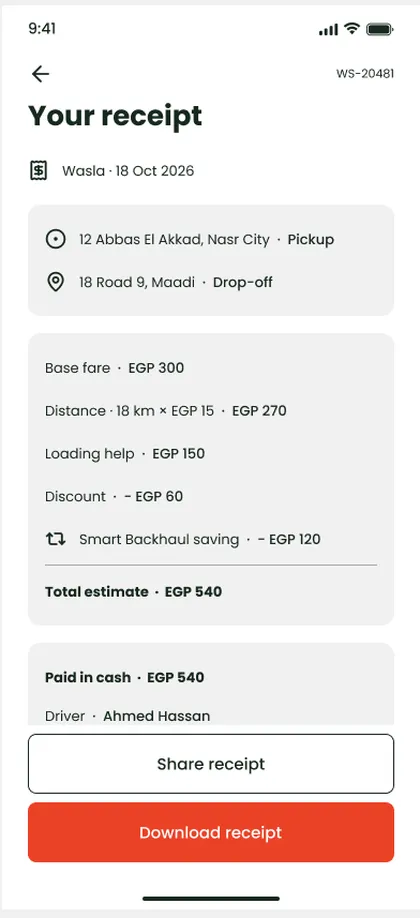 9:41
WS-20481
Your receipt
Wasla · 18 Oct 2026
12 Abbas El Akkad, Nasr City · Pickup
18 Road 9, Maadi · Drop-off
Base fare · EGP 300
Distance · 18 km × EGP 15 · EGP 270
Loading help · EGP 150
Discount · - EGP 60
Smart Backhaul saving · - EGP 120
Total estimate · EGP 540
Paid in cash · EGP 540
Driver · Ahmed Hassan
Share receipt
Download receipt